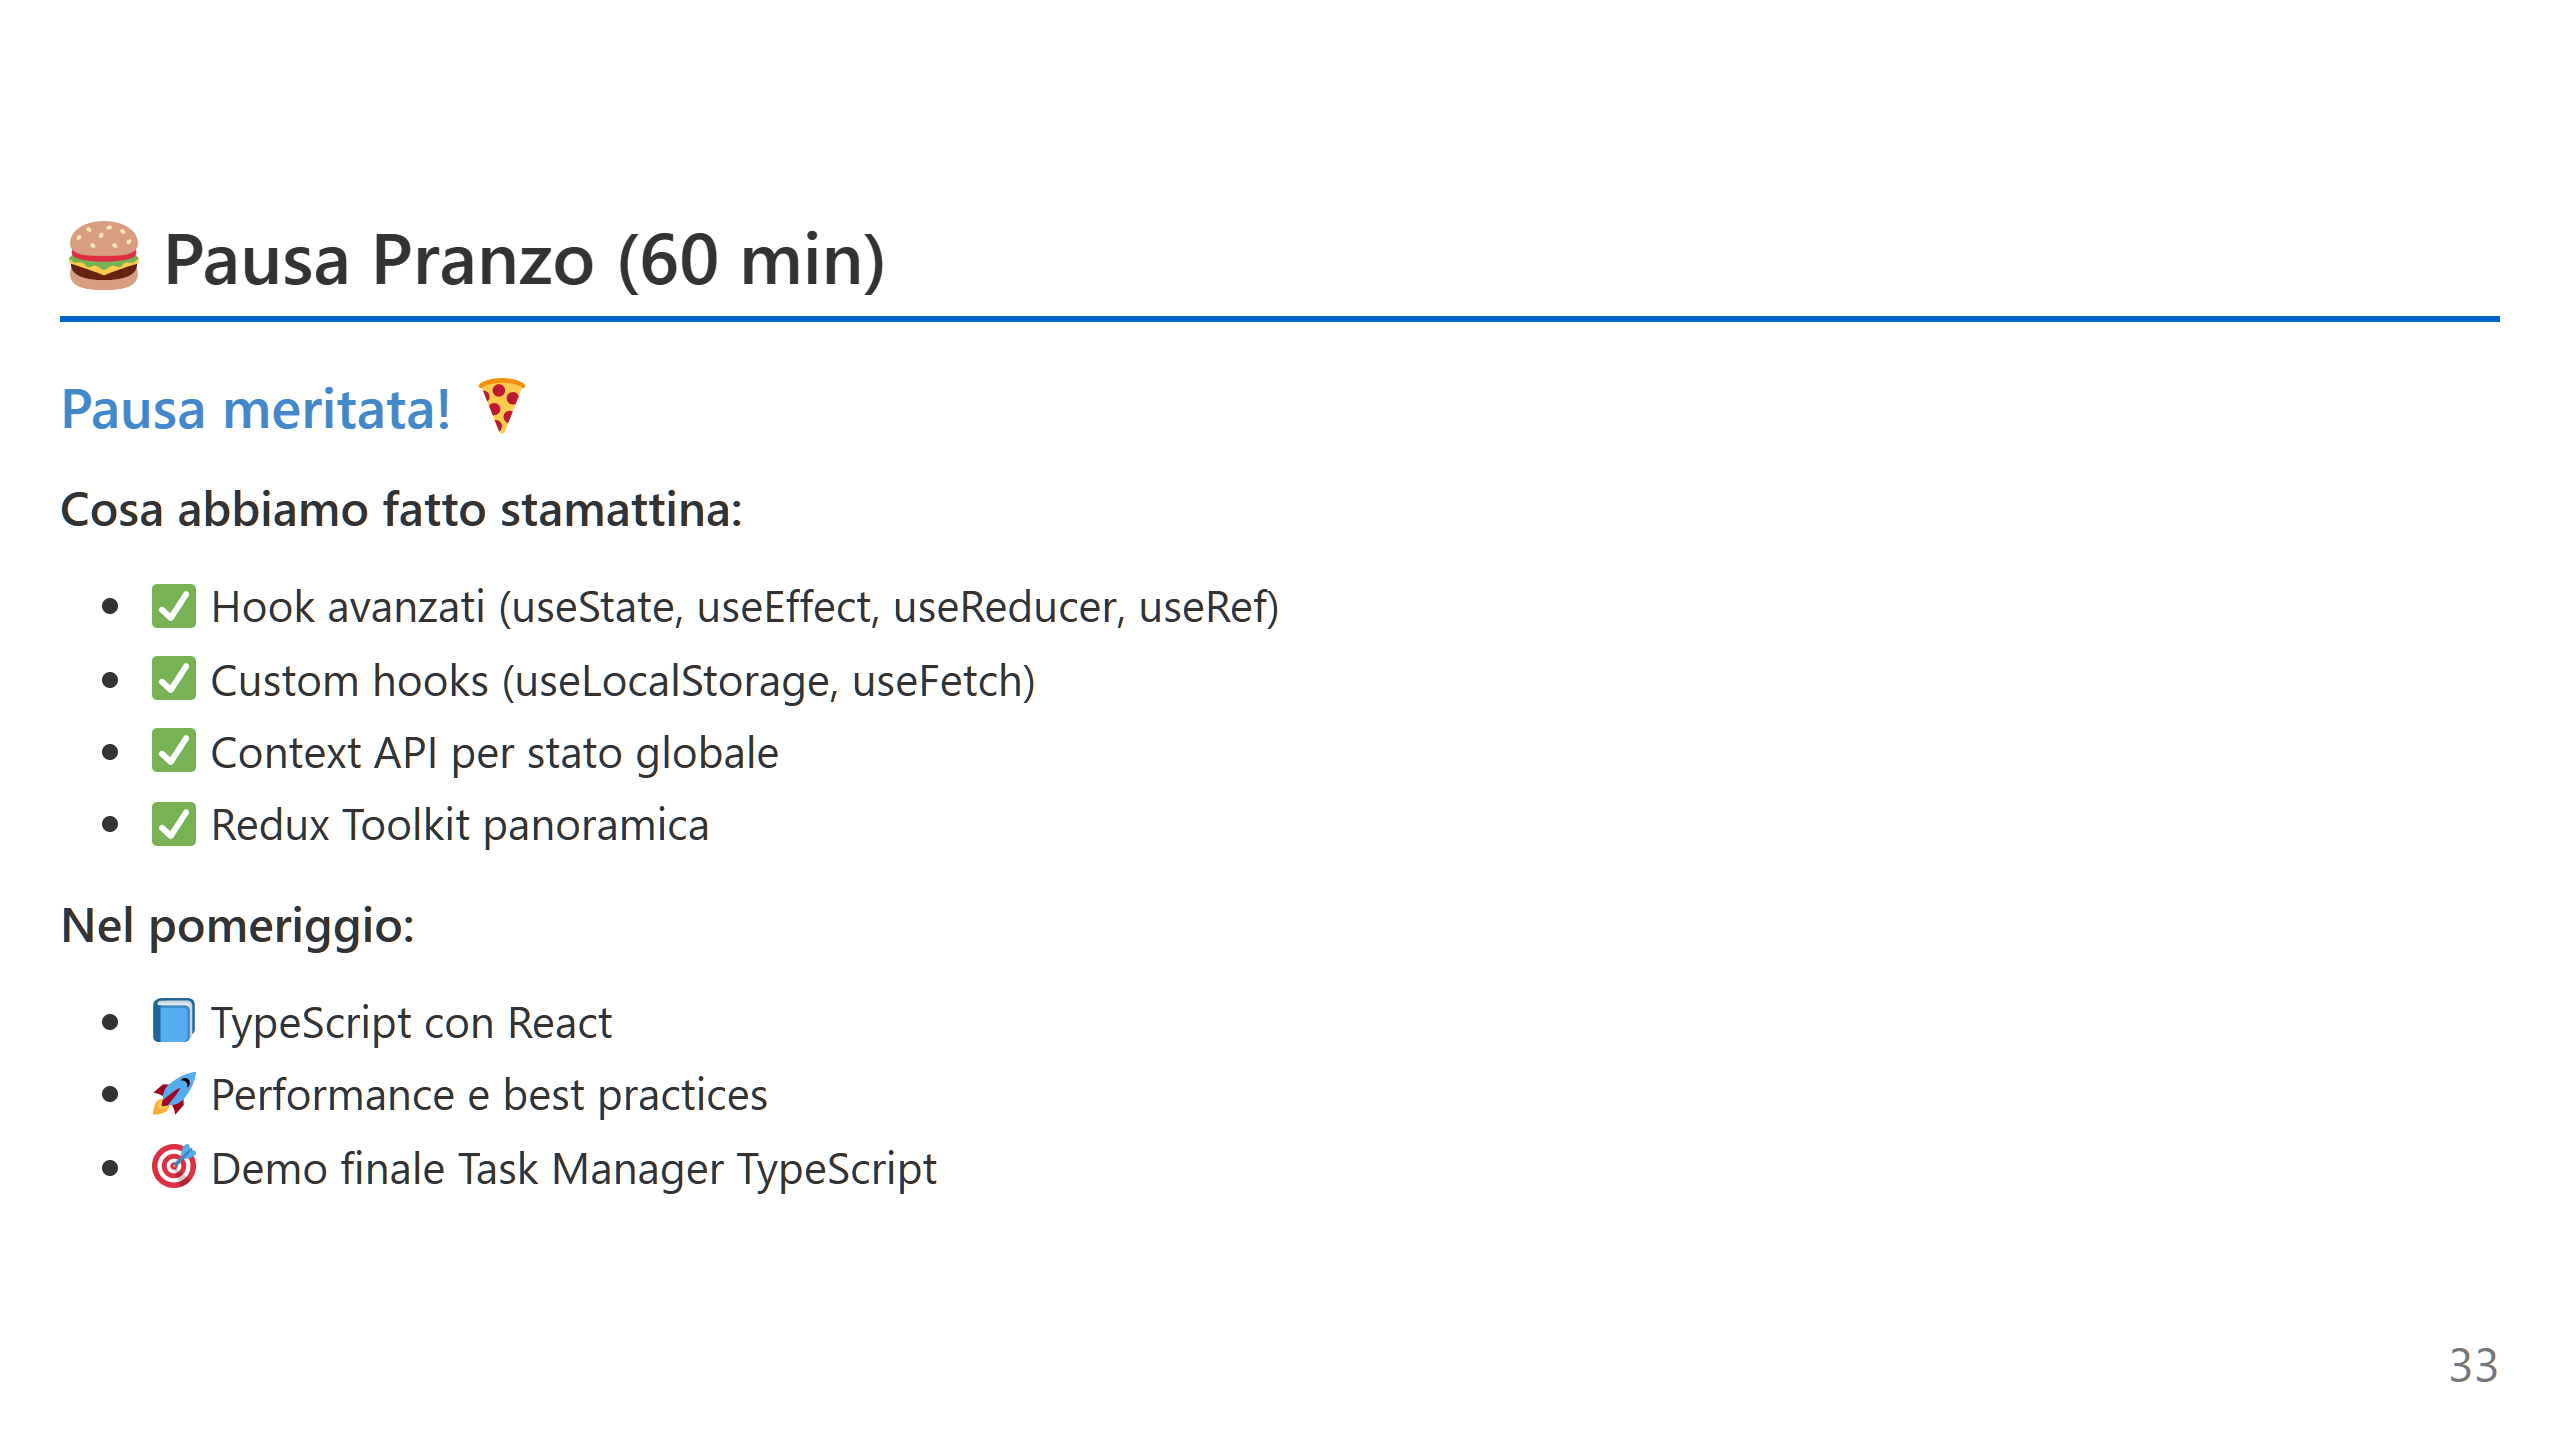 🍔 Pausa Pranzo (60 min)
Pausa meritata! 🍕
Cosa abbiamo fatto stamattina:
• ✅ Hook avanzati (useState, useEffect, useReducer, useRef)
• ✅ Custom hooks (useLocalStorage, useFetch)
• ✅ Context API per stato globale
• ✅ Redux Toolkit panoramica
Nel pomeriggio:
• 📘 TypeScript con React
• 🚀 Performance e best practices
• 🎯 Demo finale Task Manager TypeScript
33